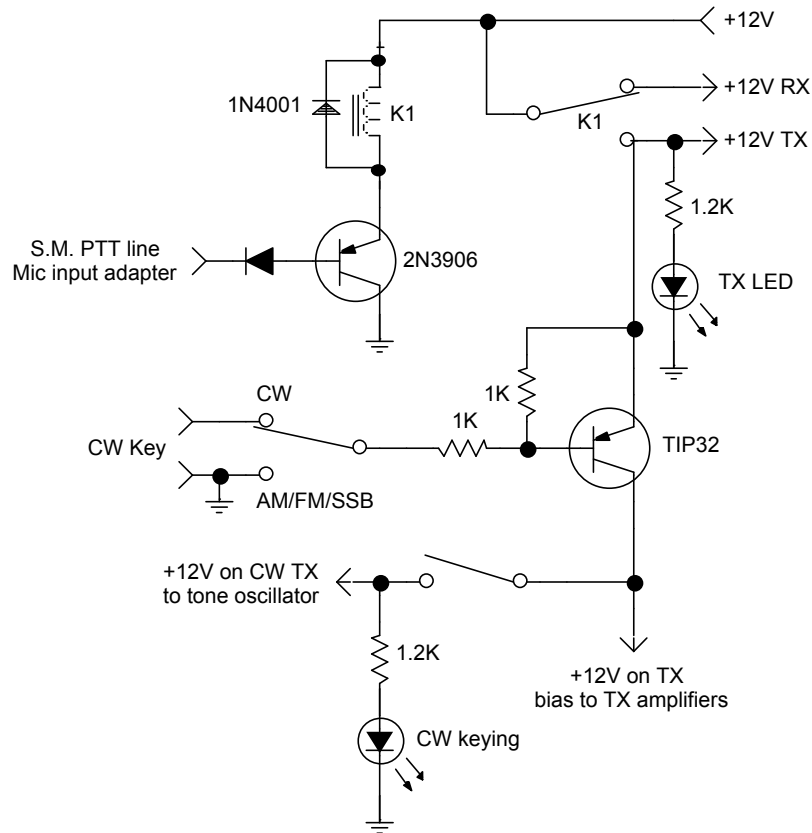 +12V
1N4001
K1
+12V RX
K1
+12V TX
1.2K
S.M. PTT line
Mic input adapter
2N3906
TX LED
1K
CW
1K
CW Key
TIP32
AM/FM/SSB
+12V on CW TX
to tone oscillator
1.2K
+12V on TX
bias to TX amplifiers
CW keying